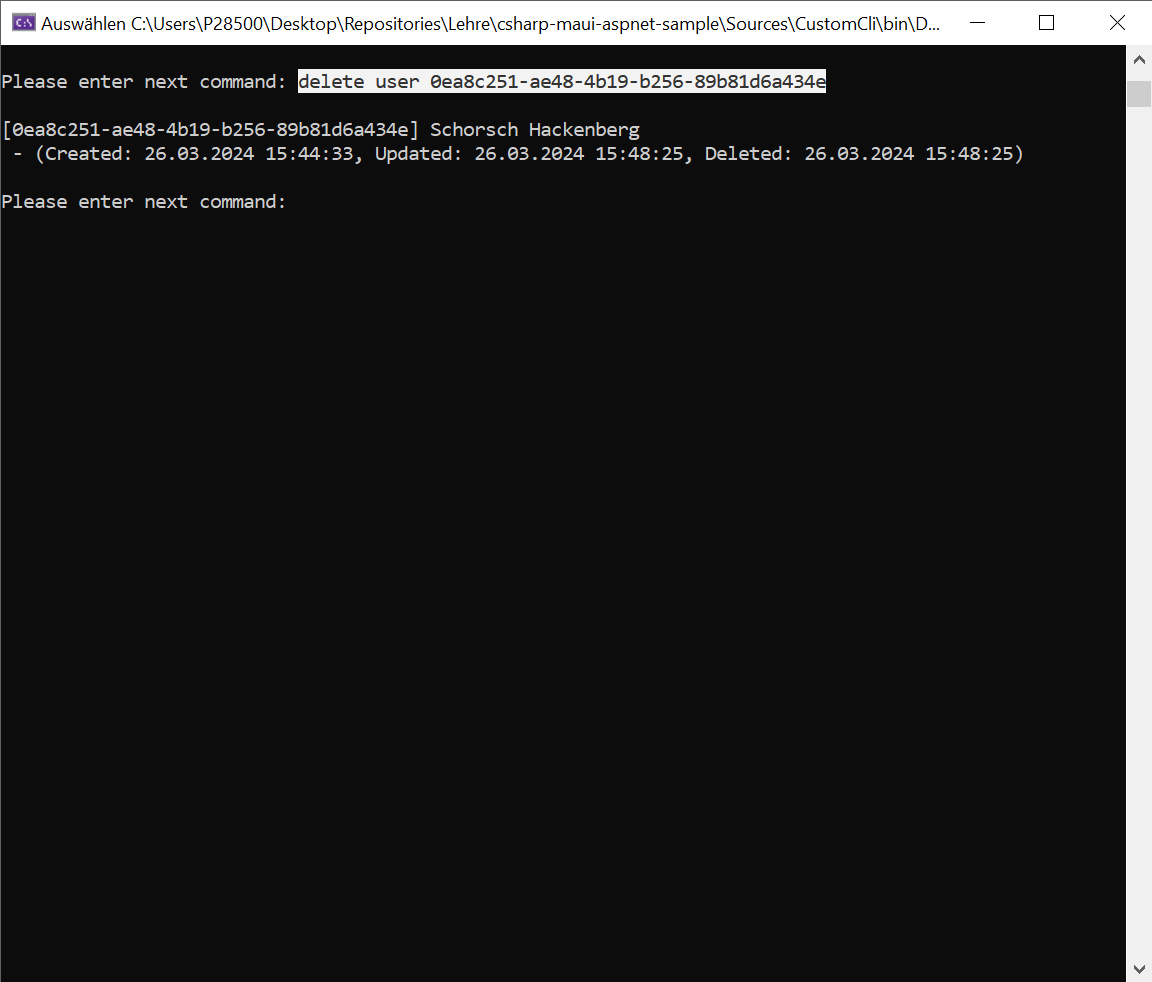 Auswählen C:\Users\P28500\Desktop\Repositories\Lehre\csharp-maui-aspnet-sample\Sources\CustomCli\bin\D...
Please enter next command: delete user 0ea8c251-ae48-4b19-b256-89b81d6a434e
[0ea8c251-ae48-4b19-b256-89b81d6a434e] Schorsch Hackenberg
- (Created: 26.03.2024 15:44:33, Updated: 26.03.2024 15:48:25, Deleted: 26.03.2024 15:48:25)
Please enter next command: